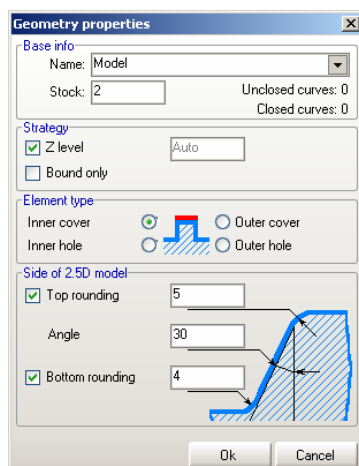 Geometry properties
Base info
Name: Model
Stock: 2 Unclosed curves: 0
Closed curves: 0
Strategy
Z level Auto
Bound only
Element type
Inner cover Outer cover
Inner hole Outer hole
Side of 2.5D model
Top rounding 5
Angle 30
Bottom rounding 4
Ok Cancel